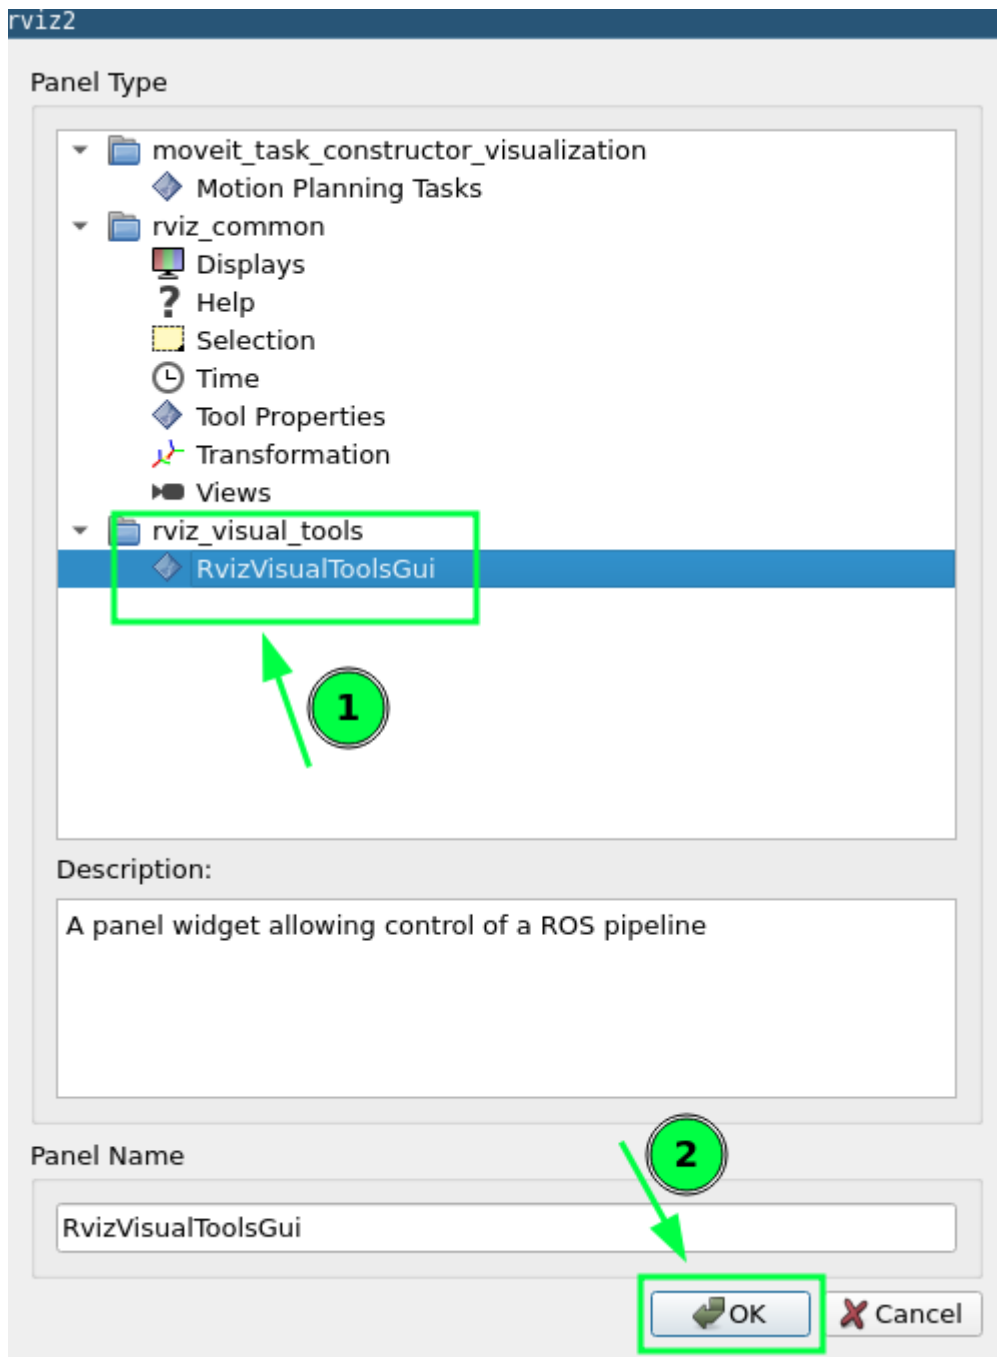 rviz2
Panel Type
moveit_task_constructor_visualization
Motion Planning Tasks
rviz_common
Displays
? Help
Selection
Time
Tool Properties
Transformation
Views
rviz_visual_tools
RvizVisualToolsGui
1
Description:
A panel widget allowing control of a ROS pipeline
2
Panel Name
RvizVisualToolsGui
OK Cancel